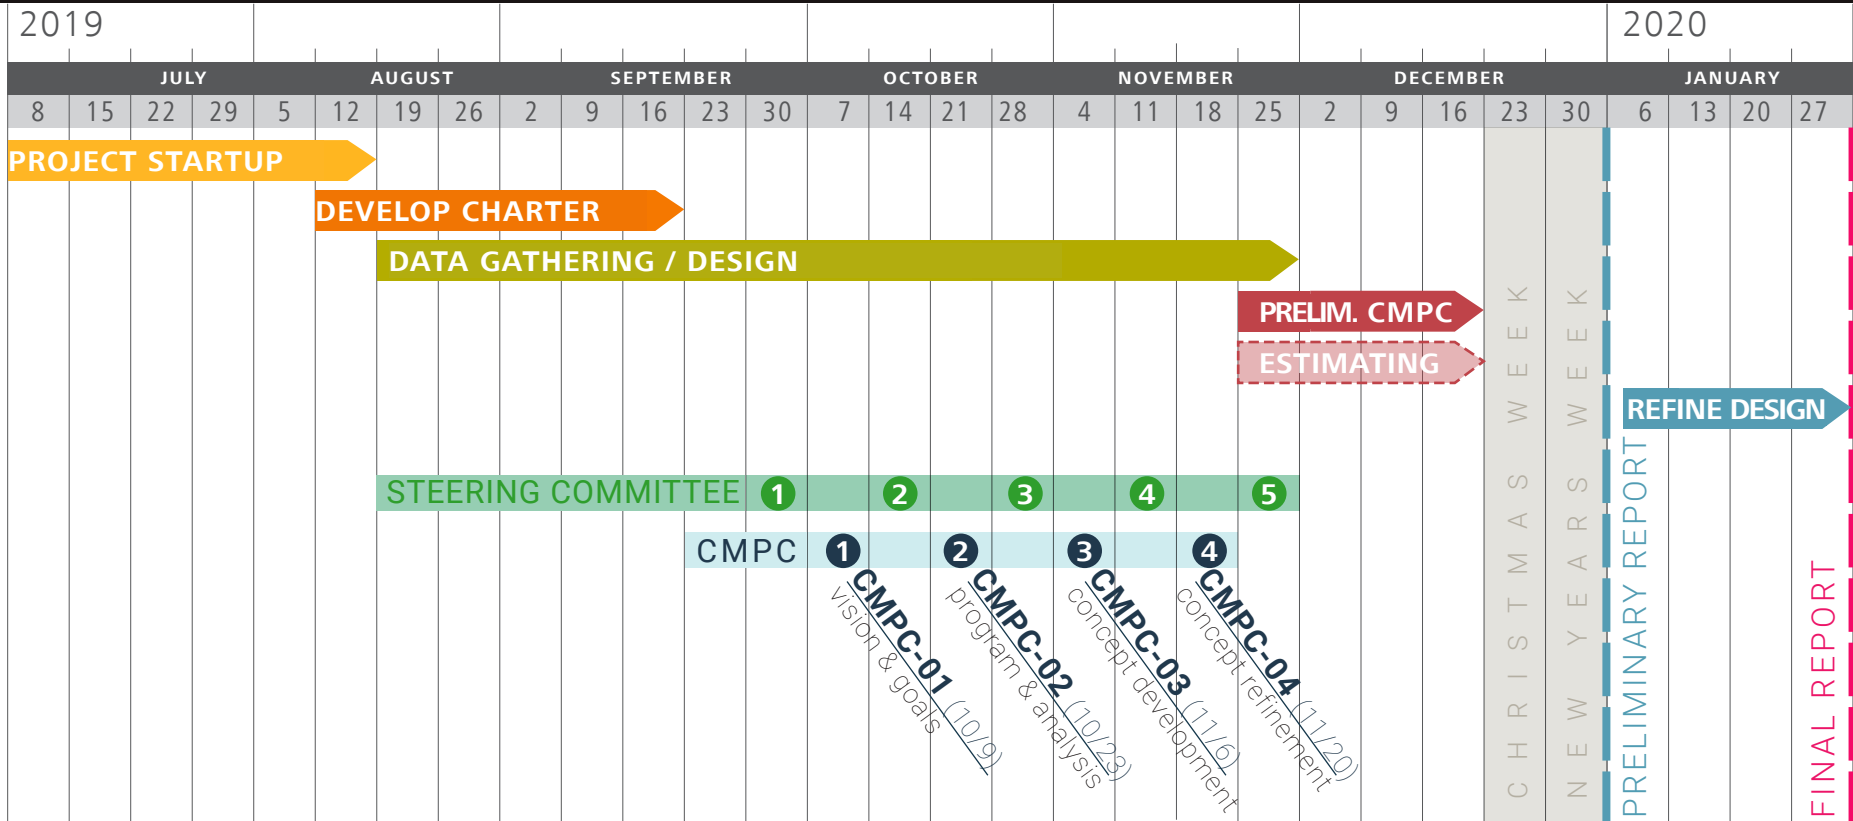 2019 2020
JULY AUGUST SEPTEMBER OCTOBER NOVEMBER DECEMBER JANUARY
8 15 22 29 5 12 19 26 2 9 16 23 30 7 14 21 28 4 11 18 25 2 9 16 23 30 6 13 20 27
PROJECT STARTUP
DEVELOP CHARTER
DATA GATHERING / DESIGN
PRELIM. CMPC
ESTIMATING
REFINE DESIGN
STEERING COMMITTEE 1 2 3 4 5
CMPC 1 2 3 4
CMPC-01 (10/9)
vision & goals
CMPC-02 (10/23)
program & analysis
CMPC-03 (11/6)
concept development
CMPC-04 (11/20)
concept refinement
CHRISTMAS WEEK
NEW YEARS WEEK
PRELIMINARY REPORT
FINAL REPORT